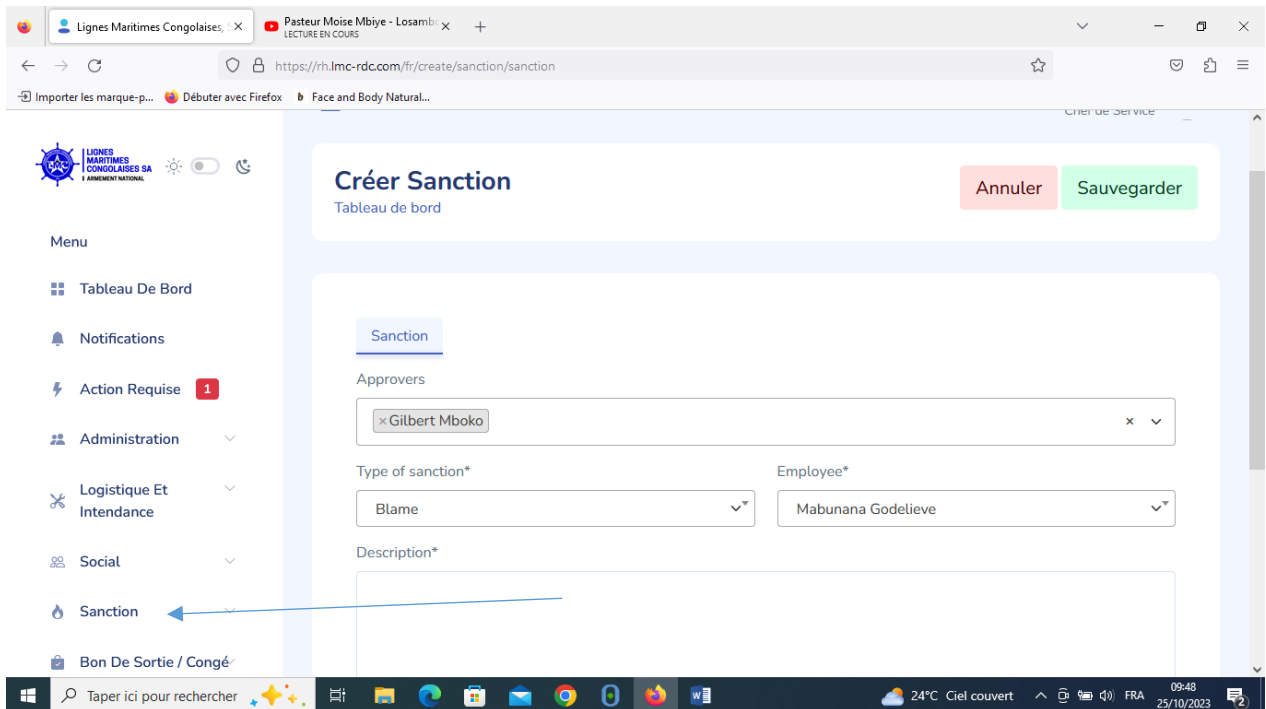 Lignes Maritimes Congolaises, S
Pasteur Moise Mbiye - Losambo
LECTURE EN COURS
https://rh.lmc-rdc.com/fr/create/sanction/sanction
Importer les marque-p...
Débuter avec Firefox
b Face and Body Natural...
Chef de Service
LIGNES
MARITIMES
CONGOLAISES SA
ARMEMENT NATIONAL
Créer Sanction
Tableau de bord
Annuler
Sauvegarder
Menu
Tableau De Bord
Notifications
Action Requise 1
Administration
Logistique Et
Intendance
Social
Sanction
Bon De Sortie / Congé
Sanction
Approvers
×Gilbert Mboko
Type of sanction*
Employee*
Blame
Mabunana Godelieve
Description*
Taper ici pour rechercher
24°C Ciel couvert
FRA
09:48
25/10/2023
2